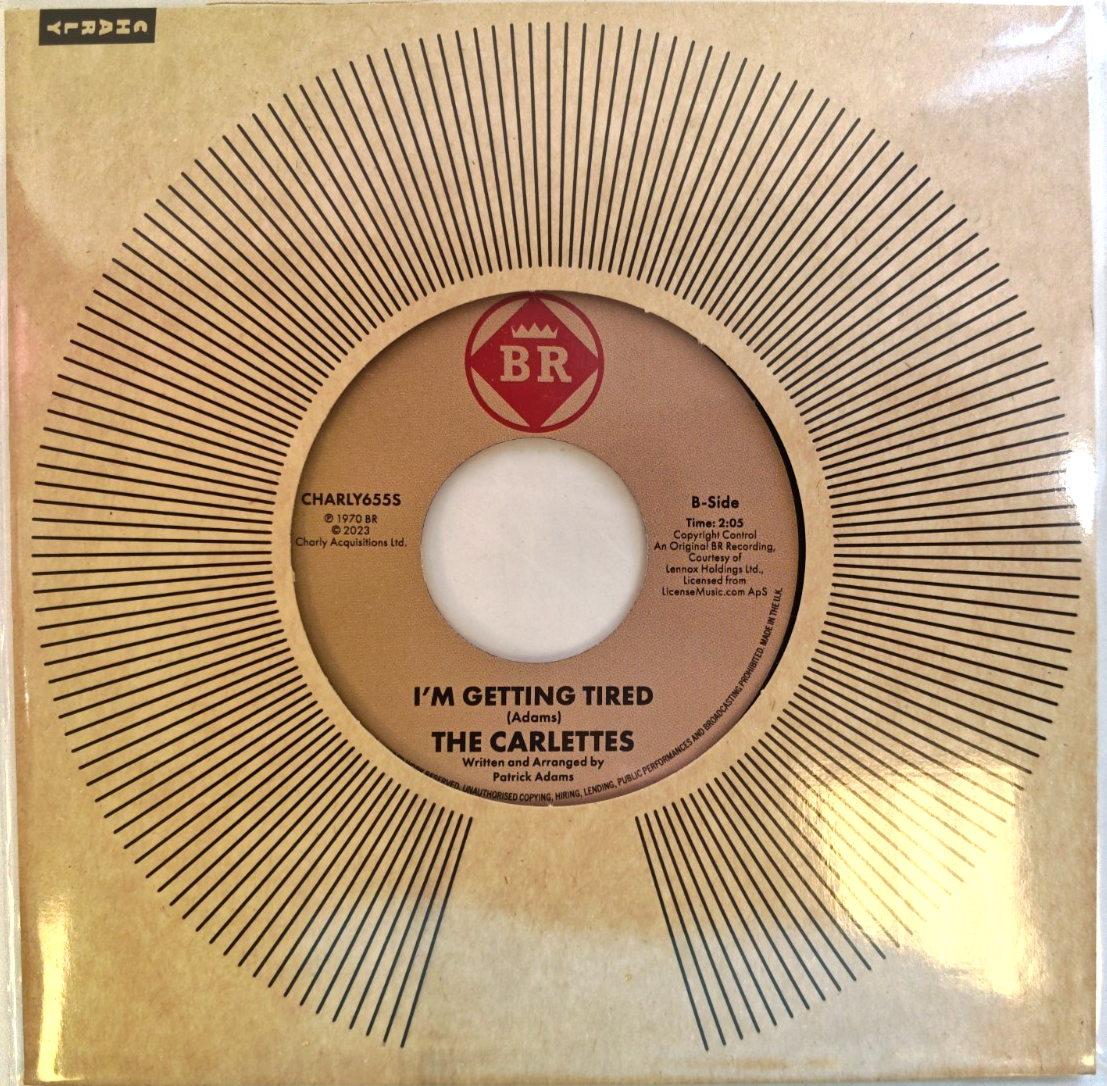 CHARLY
BR
CHARLY655S
℗ 1970 BR
© 2023
Charly Acquisitions Ltd.
B-Side
Time: 2:05
Copyright Control
An Original BR Recording,
Courtesy of
Lennox Holdings Ltd.,
Licensed from
LicenseMusic.com ApS
I'M GETTING TIRED
(Adams)
THE CARLETTES
Written and Arranged by
Patrick Adams
RESERVED. UNAUTHORISED COPYING, HIRING, LENDING, PUBLIC PERFORMANCES AND BROADCASTING PROHIBITED. MADE IN THE U.K.